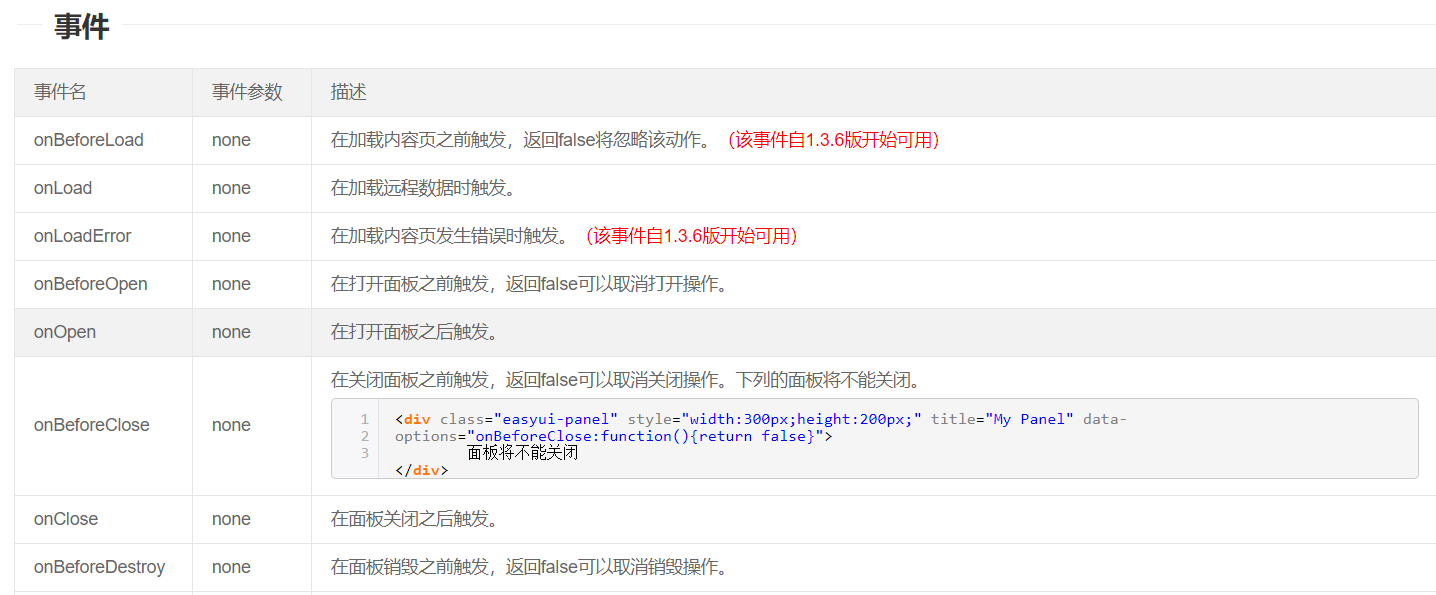 事件
事件名 事件参数 描述
onBeforeLoad none 在加载内容页之前触发，返回false将忽略该动作。（该事件自1.3.6版开始可用）
onLoad none 在加载远程数据时触发。
onLoadError none 在加载内容页发生错误时触发。（该事件自1.3.6版开始可用）
onBeforeOpen none 在打开面板之前触发，返回false可以取消打开操作。
onOpen none 在打开面板之后触发。
onBeforeClose none 在关闭面板之前触发，返回false可以取消关闭操作。下列的面板将不能关闭。
1 <div class="easyui-panel" style="width:300px;height:200px;" title="My Panel" data-
2 options="onBeforeClose:function(){return false}">
3 面板将不能关闭
</div>
onClose none 在面板关闭之后触发。
onBeforeDestroy none 在面板销毁之前触发，返回false可以取消销毁操作。